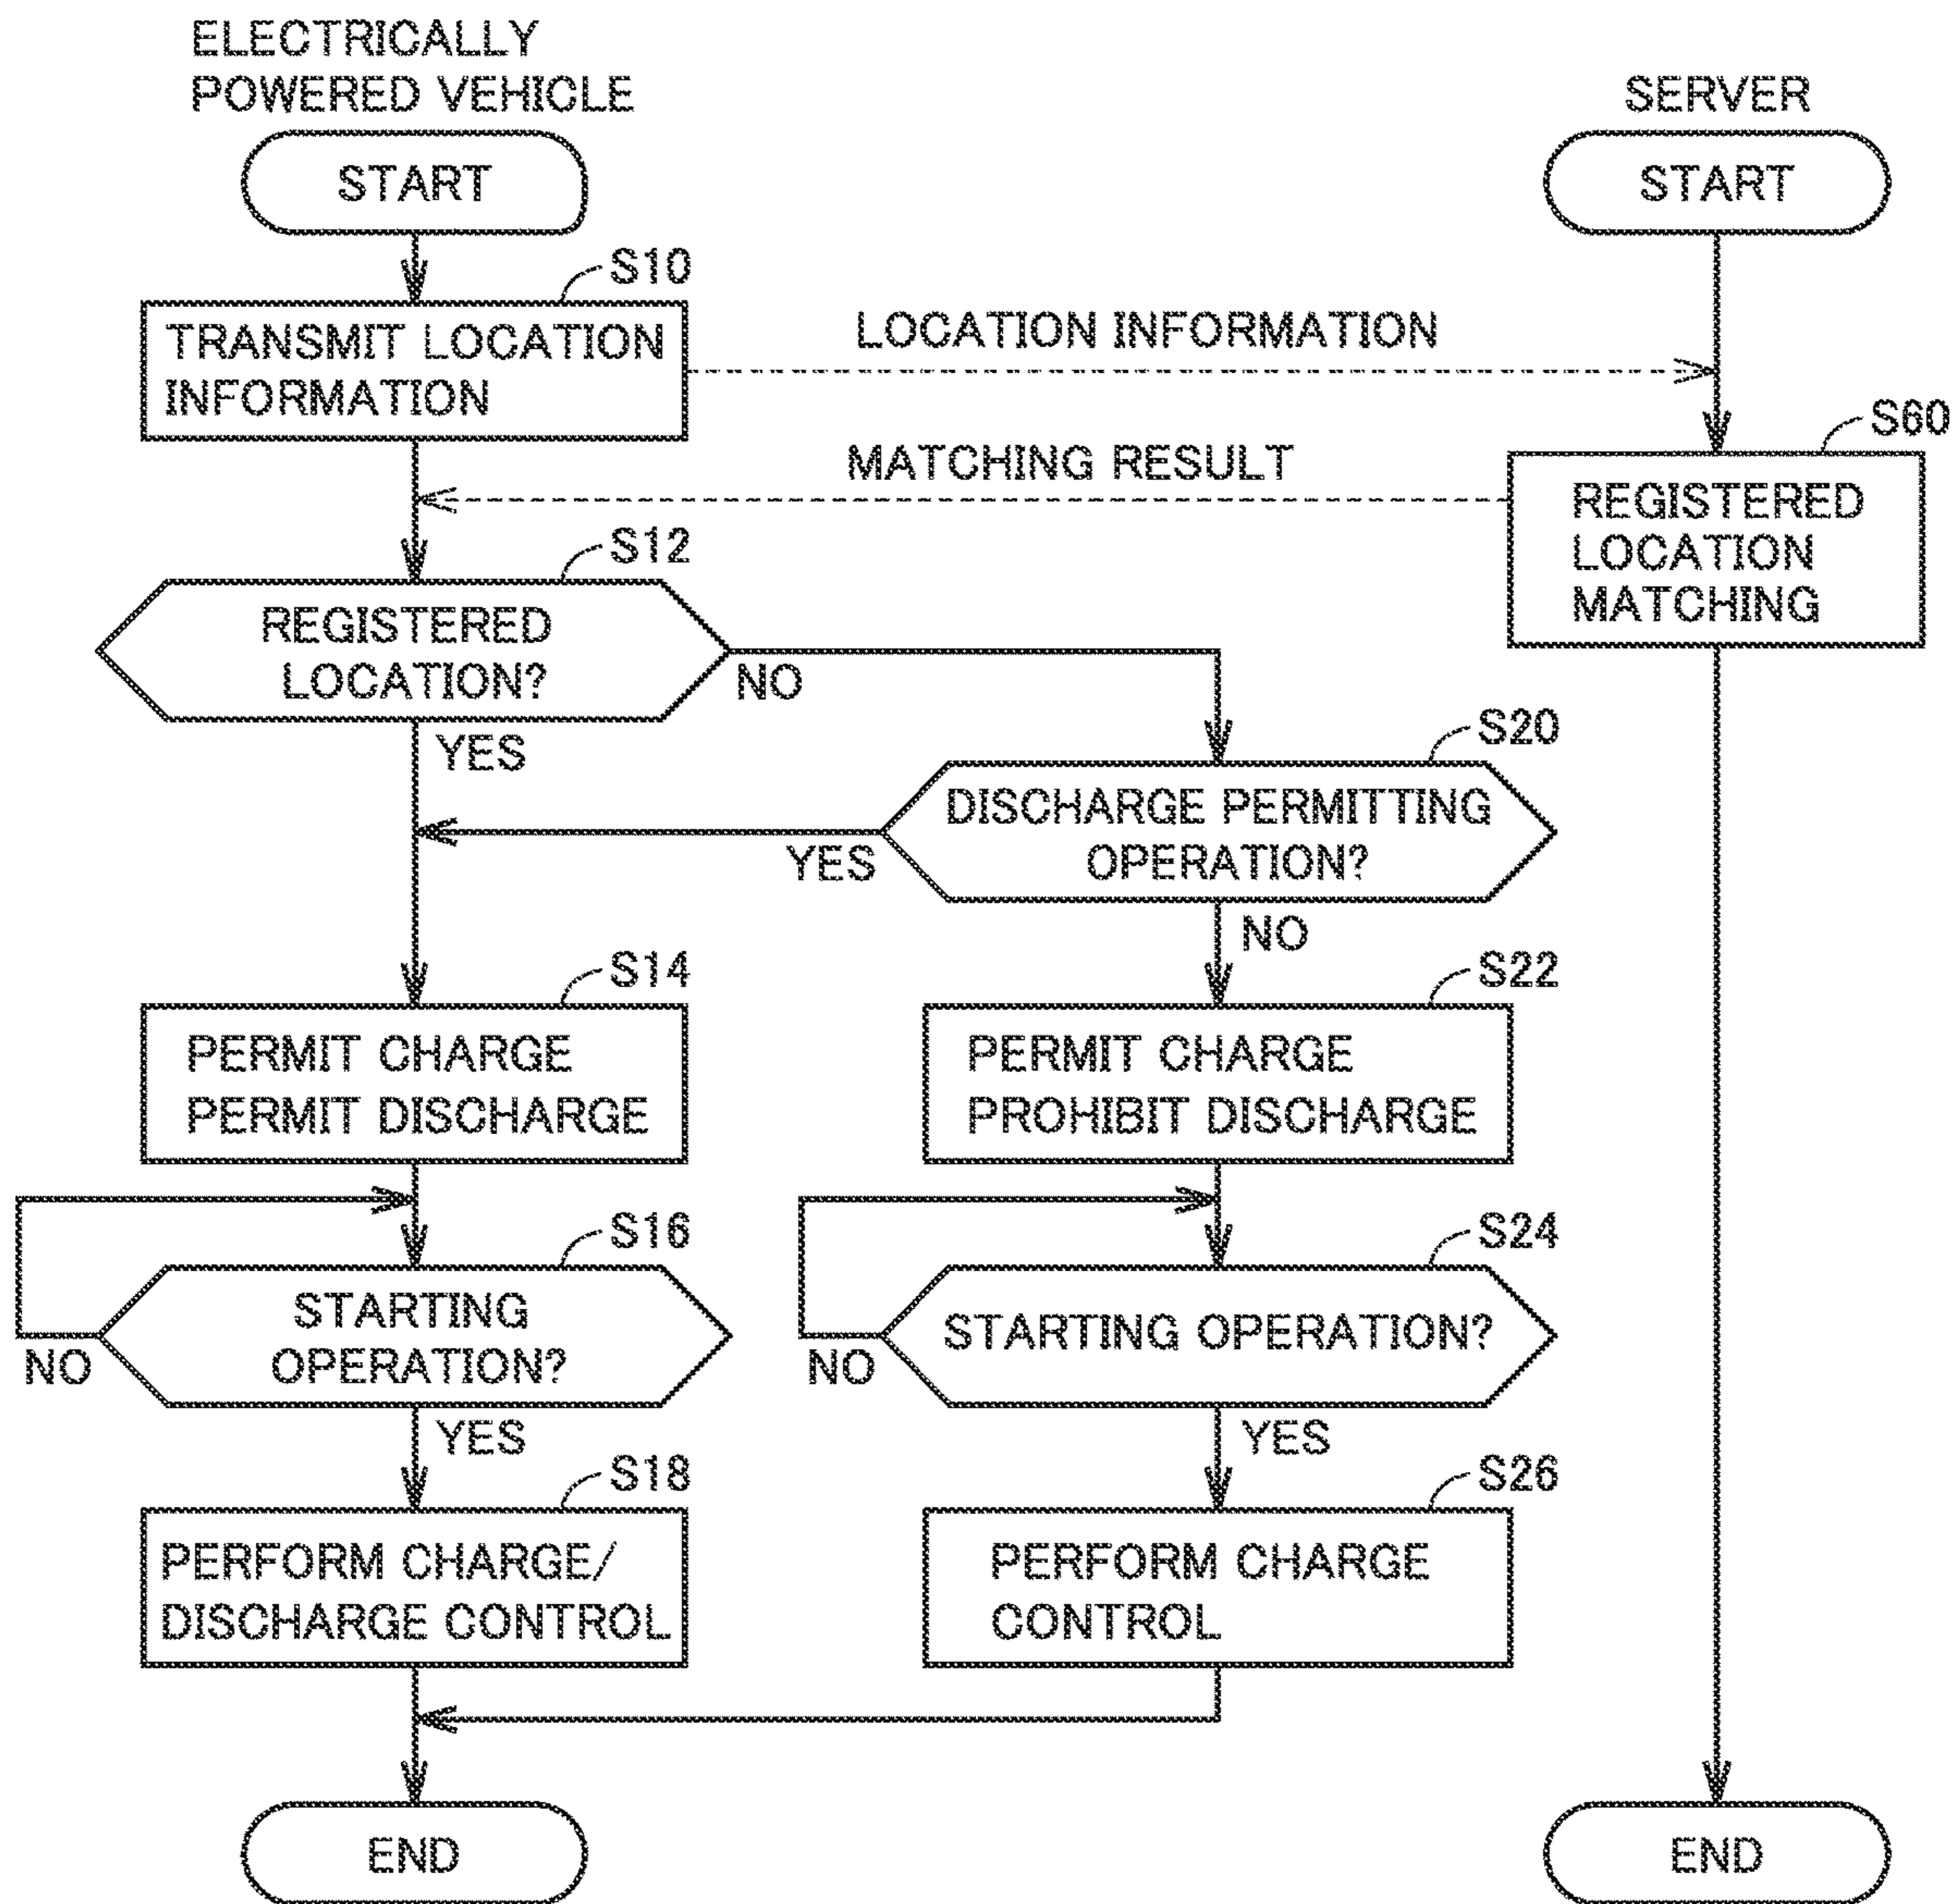 ELECTRICALLY
POWERED VEHICLE
SERVER
START
START
S10
TRANSMIT LOCATION
INFORMATION
LOCATION INFORMATION
S60
MATCHING RESULT
REGISTERED
LOCATION
MATCHING
S12
REGISTERED
LOCATION?
NO
YES
S20
DISCHARGE PERMITTING
OPERATION?
YES
NO
S14
PERMIT CHARGE
PERMIT DISCHARGE
S22
PERMIT CHARGE
PROHIBIT DISCHARGE
S16
STARTING
OPERATION?
NO
YES
S24
STARTING OPERATION?
NO
YES
S18
PERFORM CHARGE/
DISCHARGE CONTROL
S26
PERFORM CHARGE
CONTROL
END
END